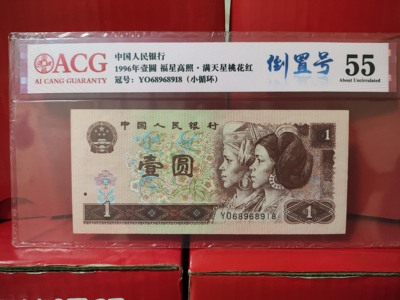 ACG
AI CANG GUARANTY
中国人民银行
1996年壹圆 福星高照·满天星桃花红
冠号：YO68968918（小循环）
倒置号
55
About Uncirculated
中国人民银行
1
壹圆
1
1
YO68968918